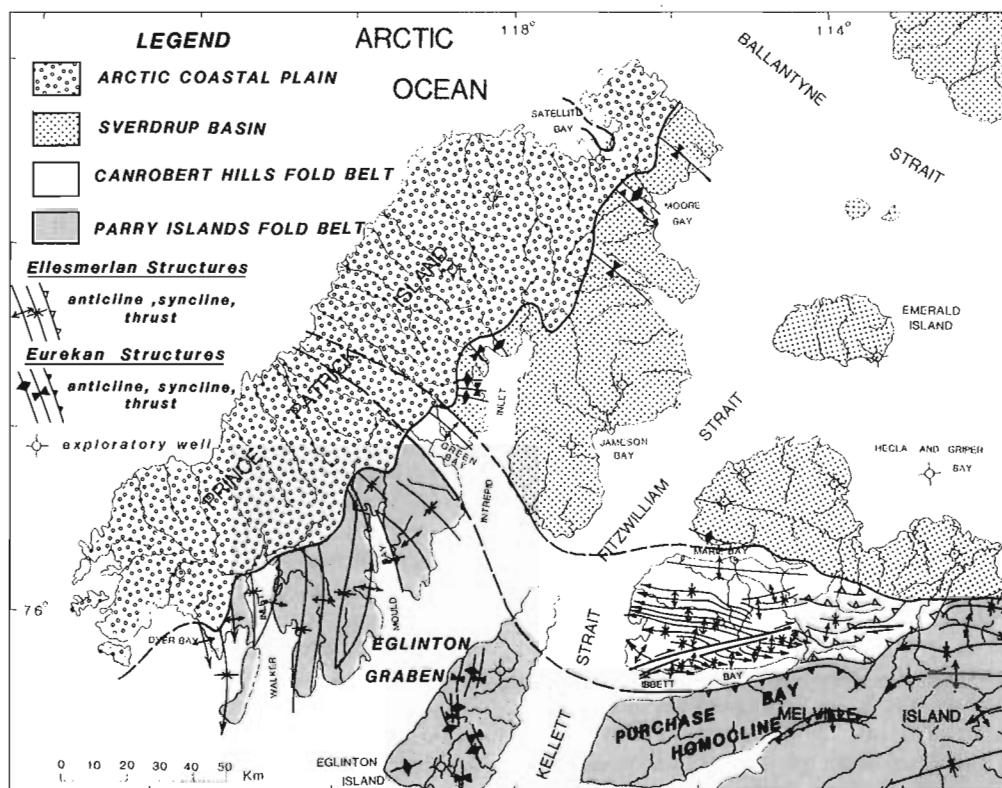 LEGEND
ARCTIC COASTAL PLAIN
SVERDRUP BASIN
CANROBERT HILLS FOLD BELT
PARRY ISLANDS FOLD BELT
Ellesmerian Structures
anticline ,syncline,
thrust
Eurekan Structures
anticline, syncline,
thrust
exploratory well
118°
114°
ARCTIC
OCEAN
BALLANTYNE
STRAIT
SATELLITD
BAY
MOORE
GAY
EMERALD
ISLAND
PRINCE PATRICK ISLAND
INTREPID INLET
GREEN
BAY
JAMESON
BAY
HECLA AND GRIPER
BAY
FITZWILLIAM STRAIT
MARIE BAY
76°
DYER BAY
WALKER INLET
MOULD BAY
EGLINTON
GRABEN
KELLETT STRAIT
IBBETT BAY
PURCHASE BAY
HOMOCLINE
MELVILLE ISLAND
EGLINTON
ISLAND
0 10 20 30 40 50
Km